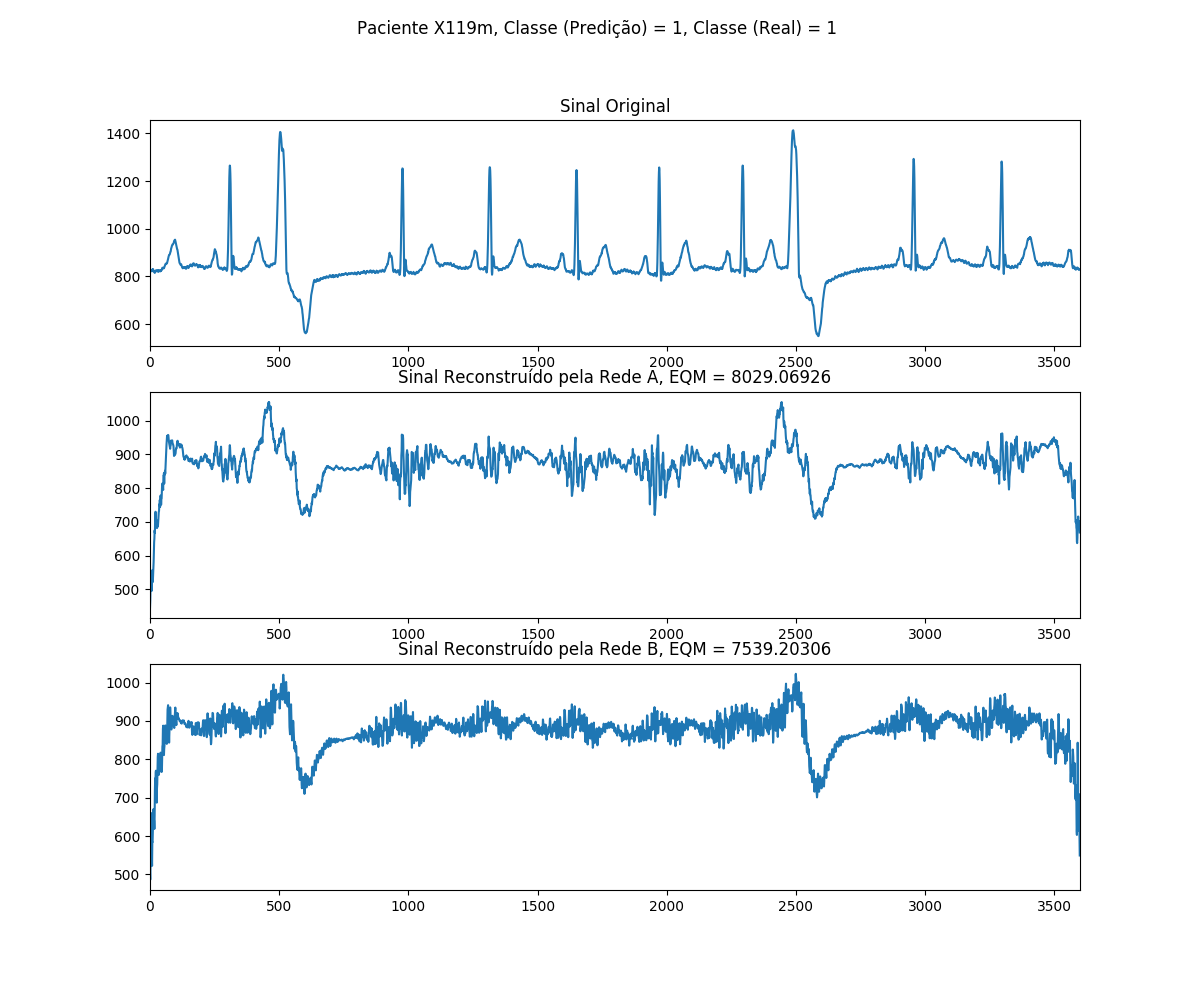 Paciente X119m, Classe (Predição) = 1, Classe (Real) = 1
Sinal Original
1400
1200
1000
800
600
0 500 1000 1500 2000 2500 3000 3500
Sinal Reconstruído pela Rede A, EQM = 8029.06926
1000
900
800
700
600
500
0 500 1000 1500 2000 2500 3000 3500
Sinal Reconstruído pela Rede B, EQM = 7539.20306
1000
900
800
700
600
500
0 500 1000 1500 2000 2500 3000 3500